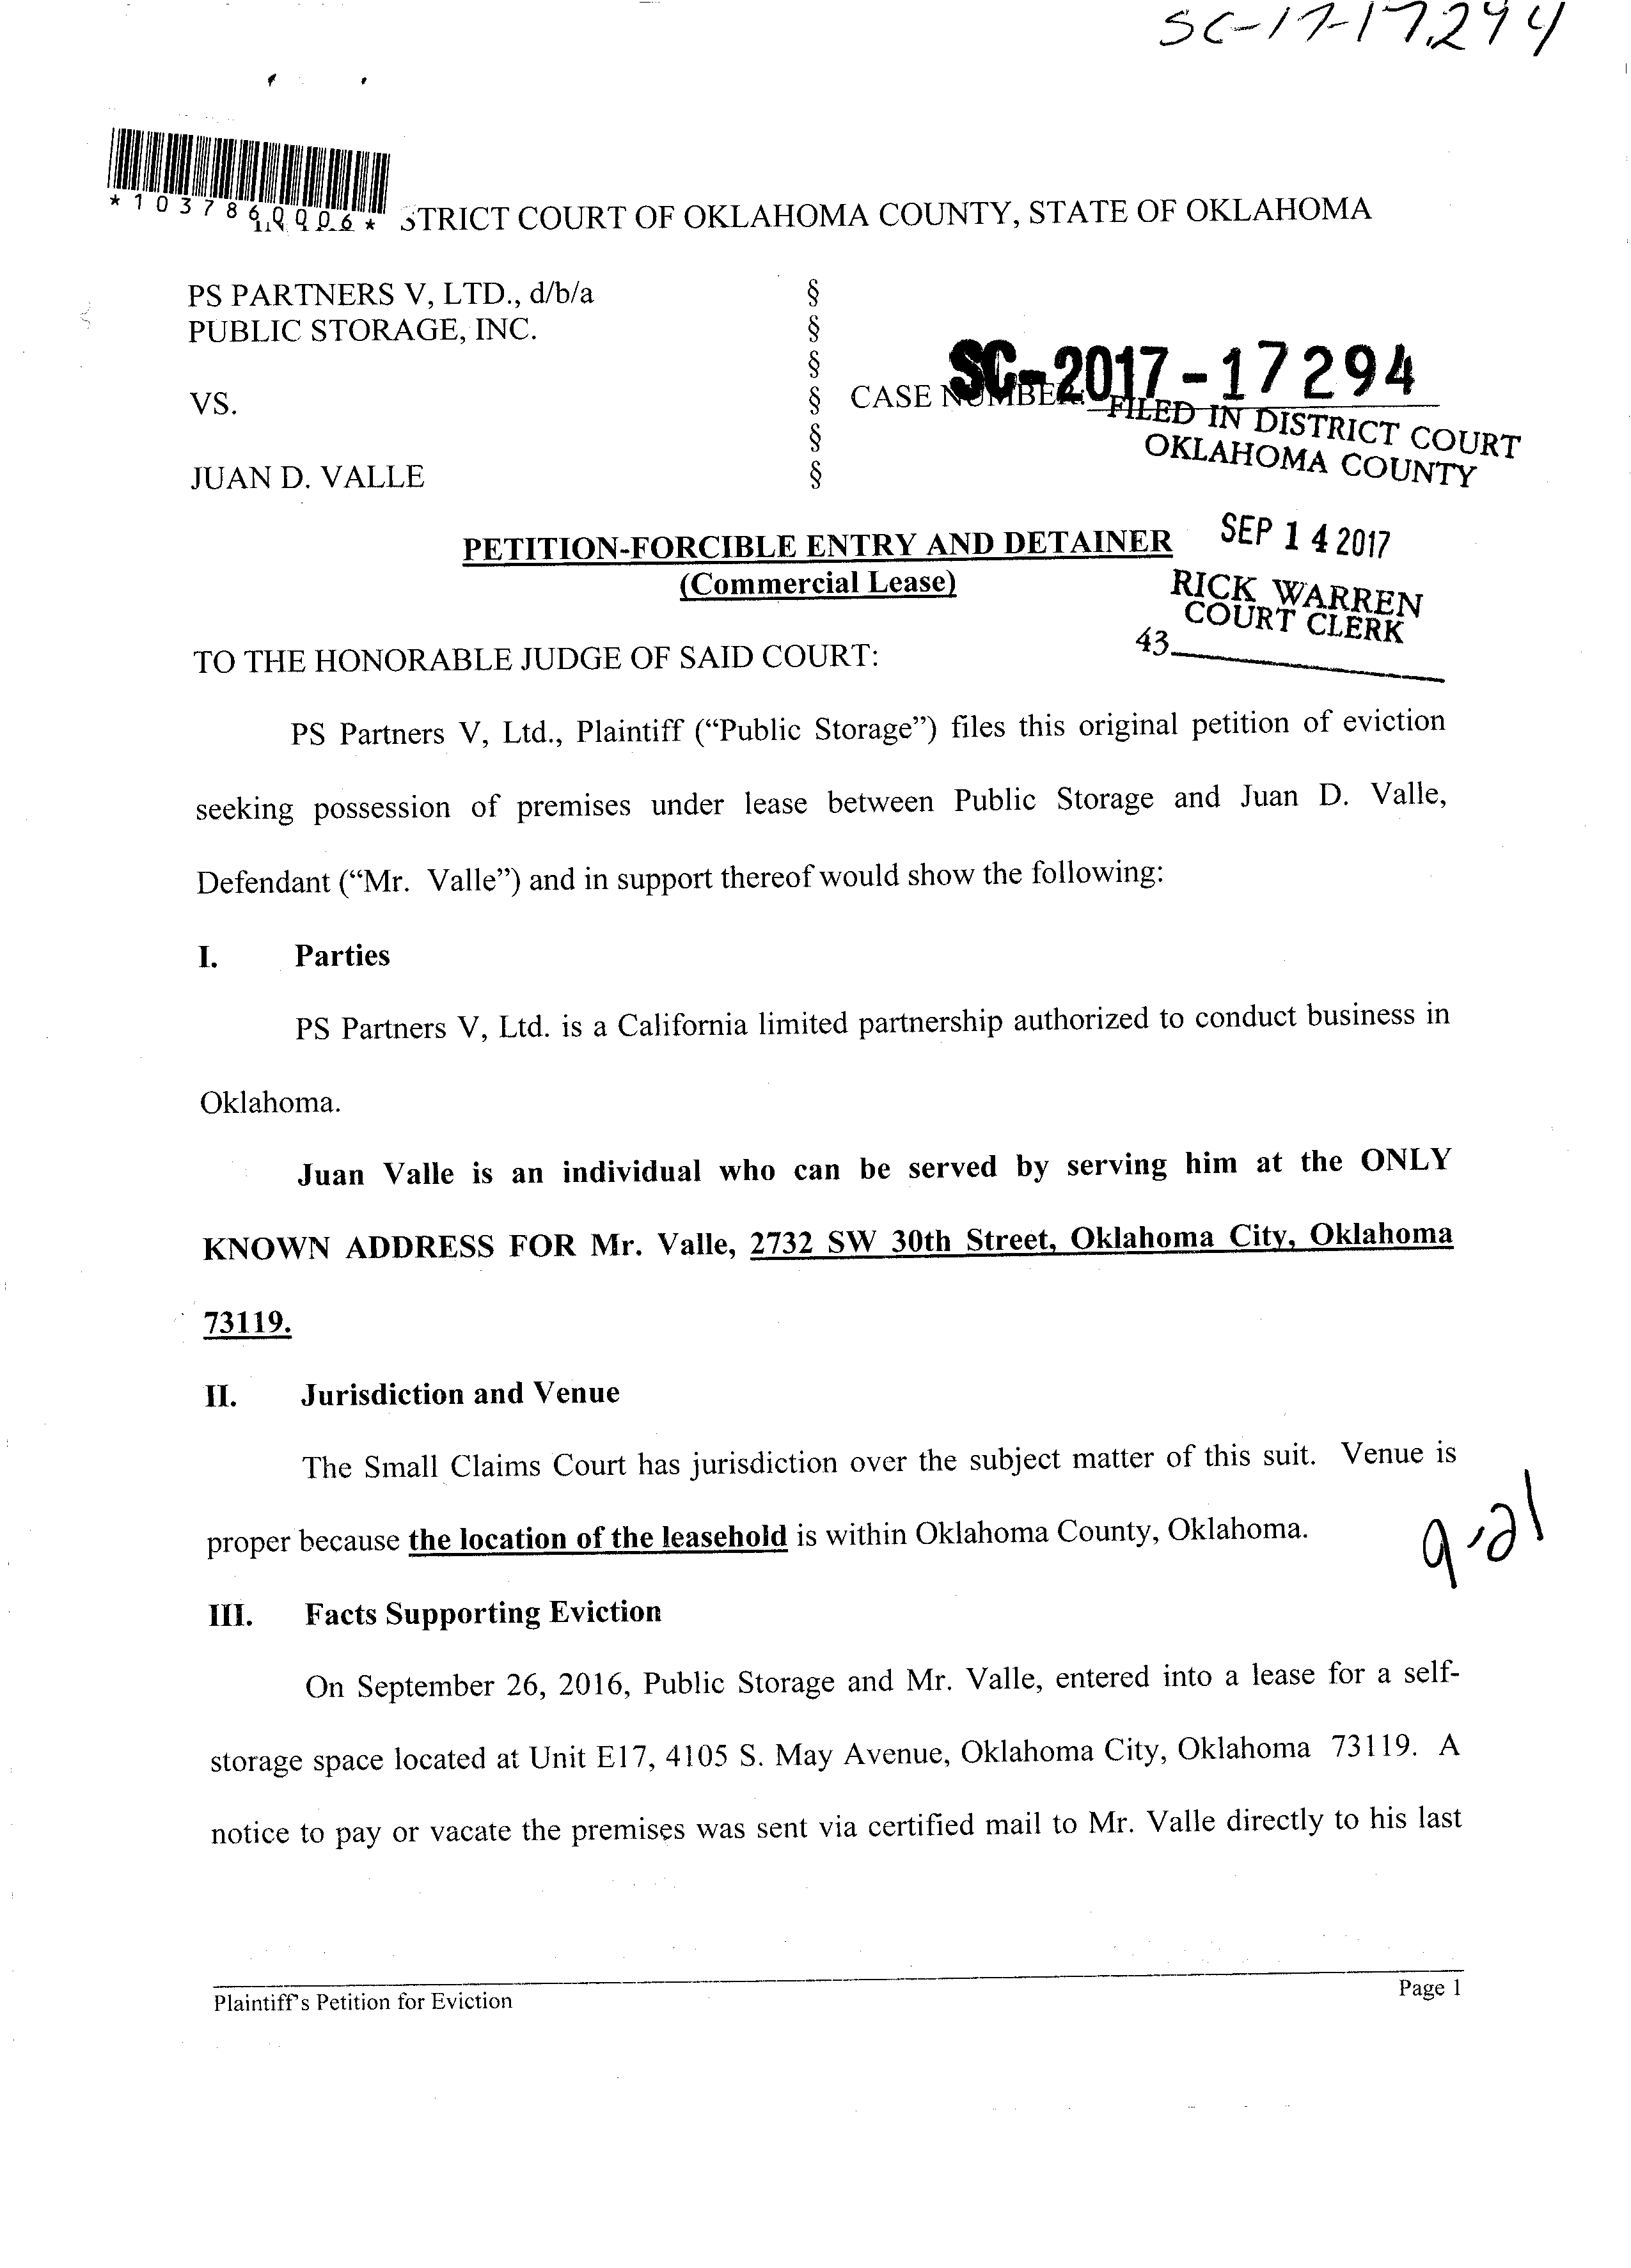 SC-17-17,294
*1037860006*
STRICT COURT OF OKLAHOMA COUNTY, STATE OF OKLAHOMA
PS PARTNERS V, LTD., d/b/a §
PUBLIC STORAGE, INC. §
§
VS. § CASE NUMBER: SC-2017-17294
§
JUAN D. VALLE §
FILED IN DISTRICT COURT
OKLAHOMA COUNTY
PETITION-FORCIBLE ENTRY AND DETAINER
(Commercial Lease)
SEP 14 2017
RICK WARREN
COURT CLERK
43
TO THE HONORABLE JUDGE OF SAID COURT:
PS Partners V, Ltd., Plaintiff (“Public Storage”) files this original petition of eviction
seeking possession of premises under lease between Public Storage and Juan D. Valle,
Defendant (“Mr. Valle”) and in support thereof would show the following:
I. Parties
PS Partners V, Ltd. is a California limited partnership authorized to conduct business in
Oklahoma.
Juan Valle is an individual who can be served by serving him at the ONLY
KNOWN ADDRESS FOR Mr. Valle, 2732 SW 30th Street, Oklahoma City, Oklahoma
73119.
II. Jurisdiction and Venue
The Small Claims Court has jurisdiction over the subject matter of this suit. Venue is
proper because the location of the leasehold is within Oklahoma County, Oklahoma.
9-21
III. Facts Supporting Eviction
On September 26, 2016, Public Storage and Mr. Valle, entered into a lease for a self-
storage space located at Unit E17, 4105 S. May Avenue, Oklahoma City, Oklahoma 73119. A
notice to pay or vacate the premises was sent via certified mail to Mr. Valle directly to his last
Plaintiff's Petition for Eviction
Page 1